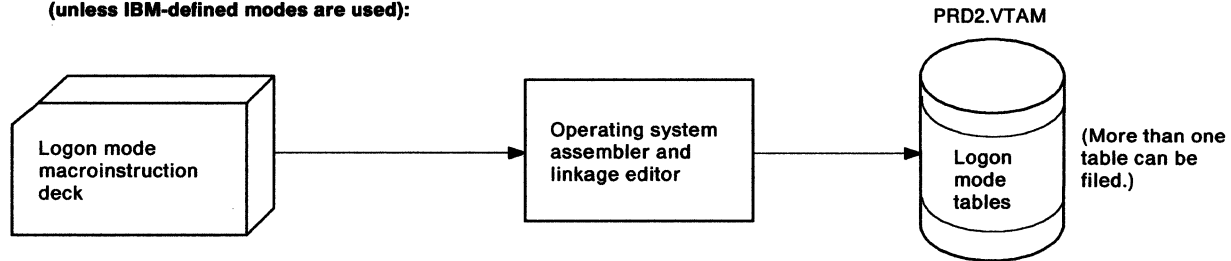 (unless IBM-defined modes are used):
PRD2.VTAM
Logon mode
macroinstruction
deck
Operating system
assembler and
linkage editor
Logon
mode
tables
(More than one
table can be
filed.)